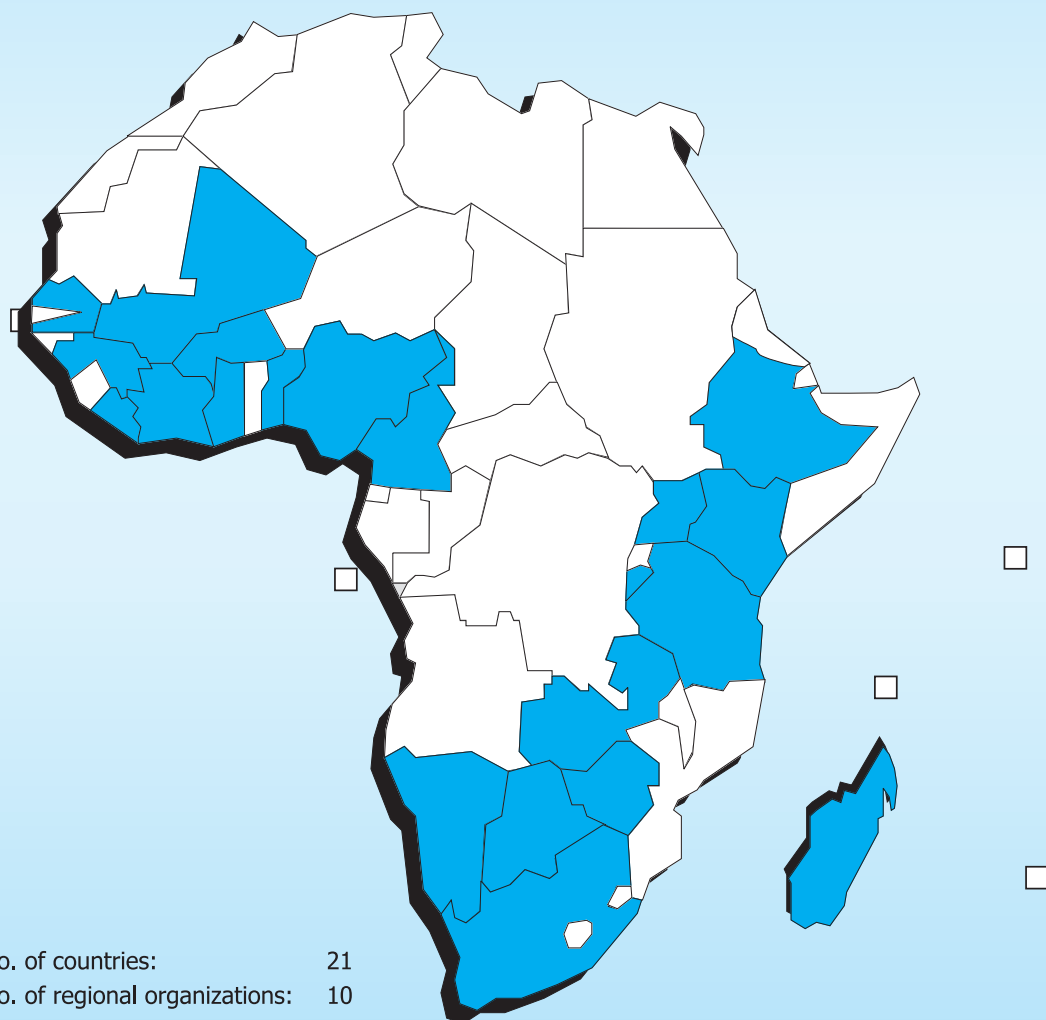 o. of countries: 21
o. of regional organizations: 10